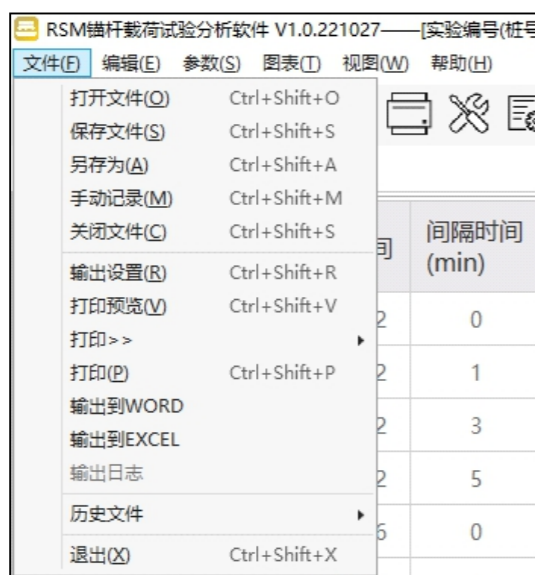 RSM锚杆载荷试验分析软件 V1.0.221027——[实验编号(桩号
文件(F) 编辑(E) 参数(S) 图表(T) 视图(W) 帮助(H)
打开文件(O) Ctrl+Shift+O
保存文件(S) Ctrl+Shift+S
另存为(A) Ctrl+Shift+A
手动记录(M) Ctrl+Shift+M
关闭文件(C) Ctrl+Shift+S
输出设置(R) Ctrl+Shift+R
打印预览(V) Ctrl+Shift+V
打印>>
打印(P) Ctrl+Shift+P
输出到WORD
输出到EXCEL
输出日志
历史文件
退出(X) Ctrl+Shift+X
间 间隔时间
(min)
2 0
2 1
2 3
2 5
6 0